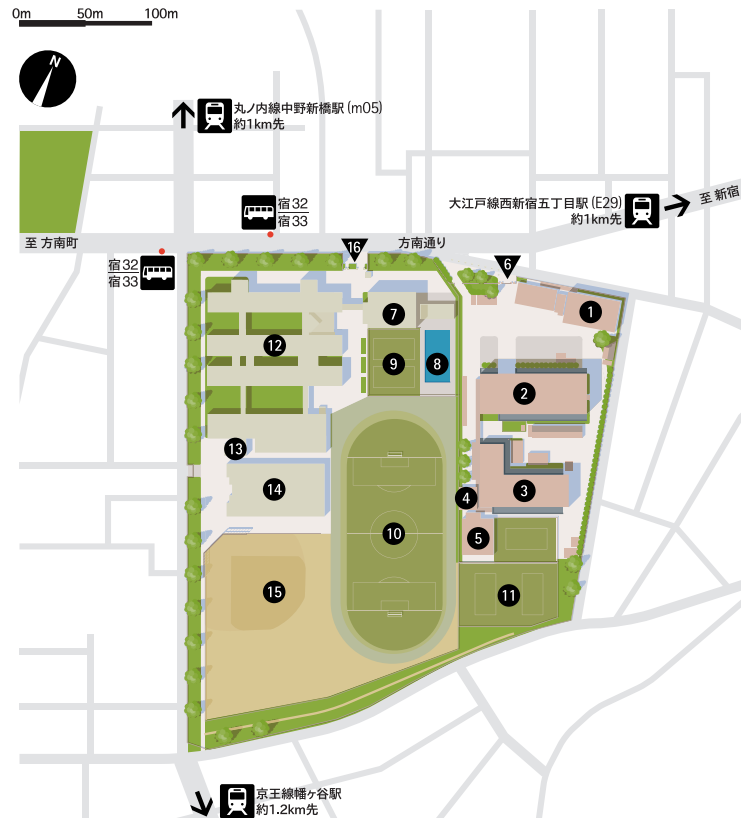 0m 50m 100m
N
丸ノ内線中野新橋駅(m05)
約1km先
宿32
宿33
大江戸線西新宿五丁目駅(E29)
約1km先
至 新宿
至 方南町
方南通り
宿32
宿33
16
6
1
7
12
9
8
2
13
14
4
3
10
5
15
11
京王線幡ヶ谷駅
約1.2km先